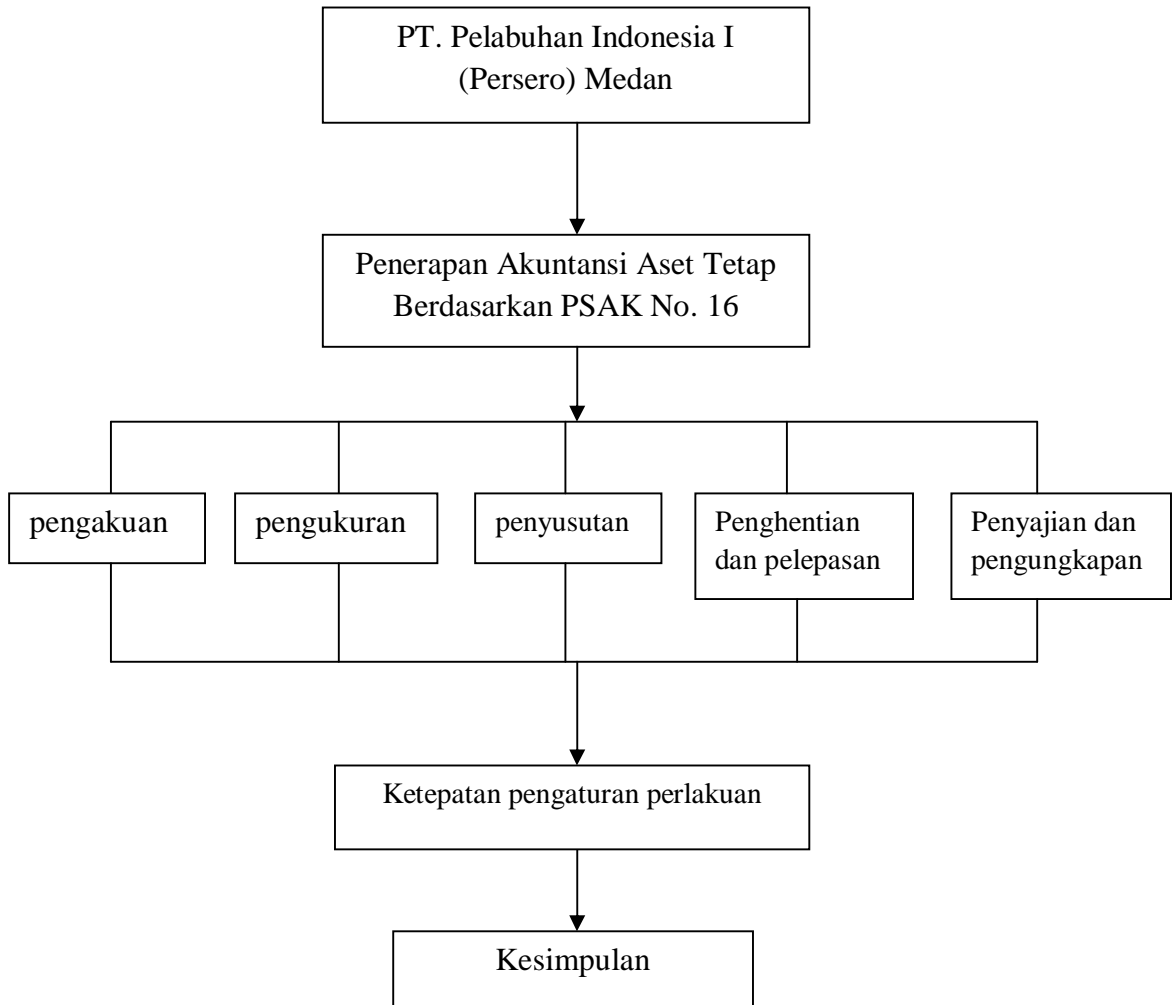 PT. Pelabuhan Indonesia I
(Persero) Medan
Penerapan Akuntansi Aset Tetap
Berdasarkan PSAK No. 16
pengakuan
pengukuran
penyusutan
Penghentian
dan pelepasan
Penyajian dan
pengungkapan
Ketepatan pengaturan perlakuan
Kesimpulan